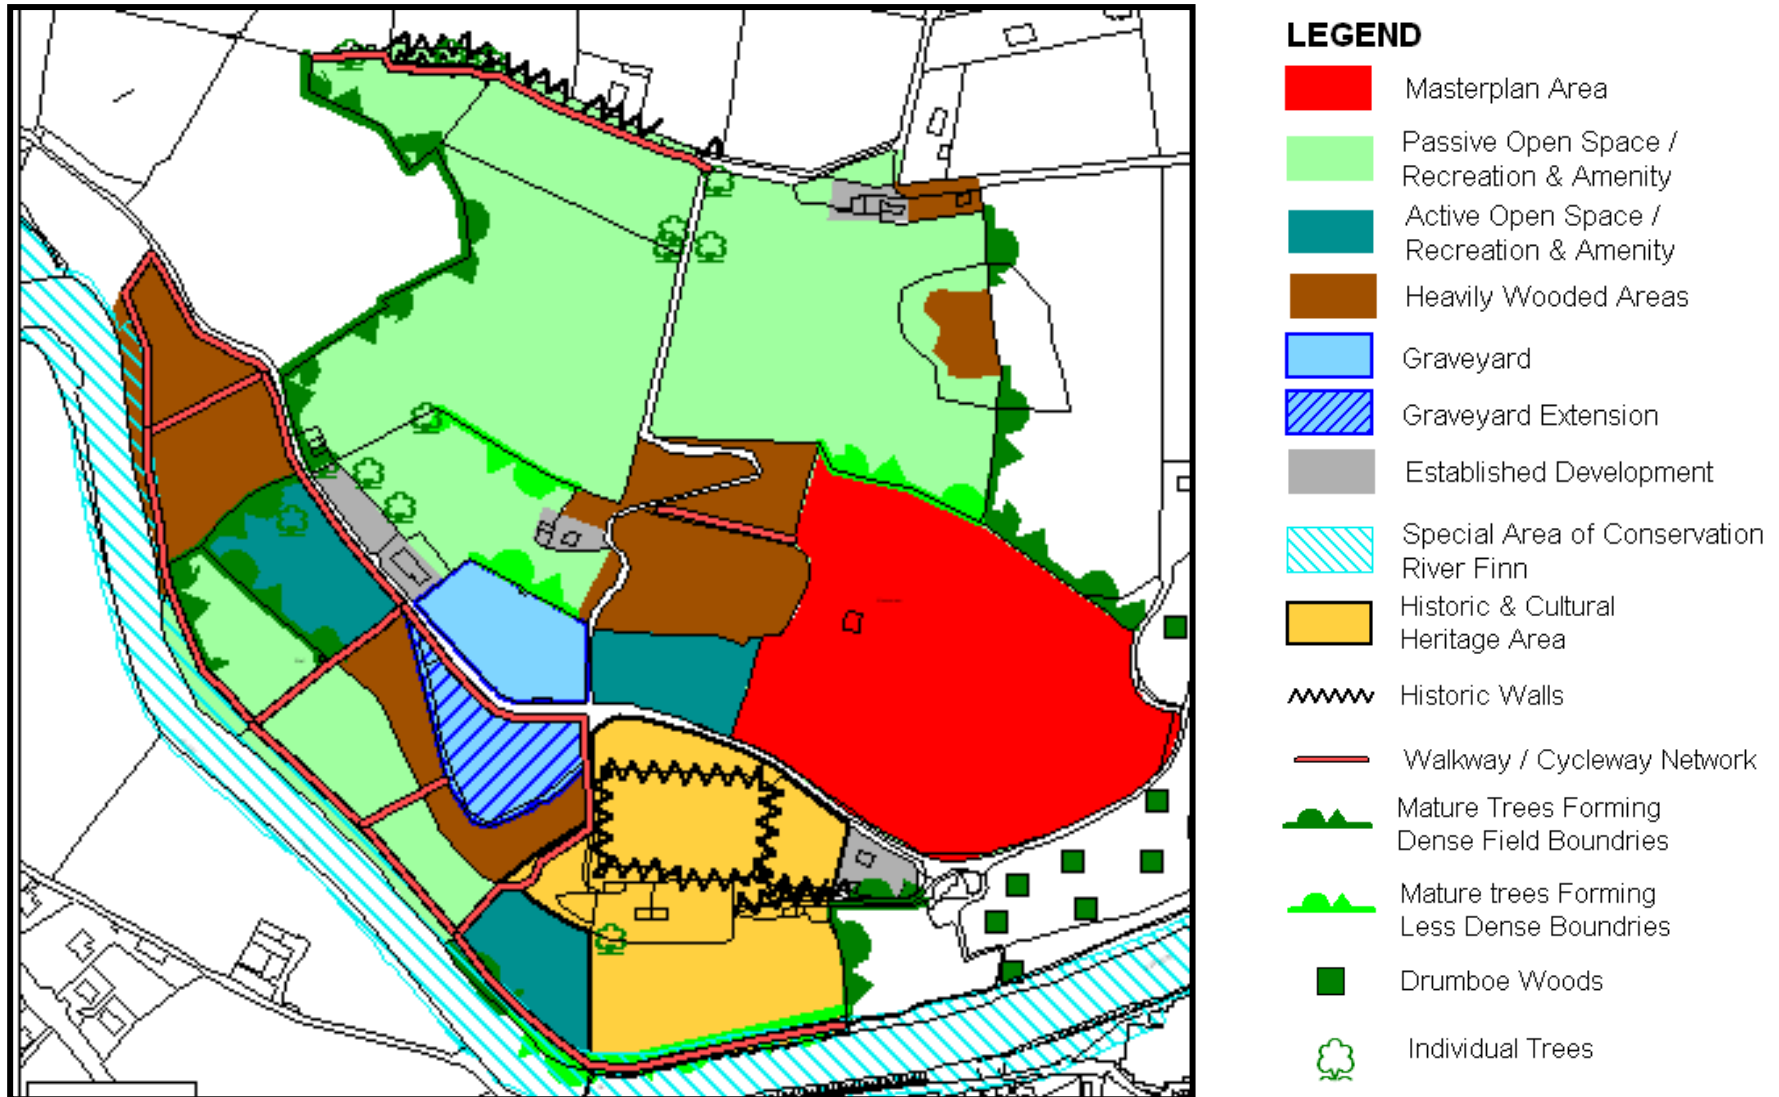 LEGEND
Masterplan Area
Passive Open Space /
Recreation & Amenity
Active Open Space /
Recreation & Amenity
Heavily Wooded Areas
Graveyard
Graveyard Extension
Established Development
Special Area of Conservation
River Finn
Historic & Cultural
Heritage Area
Historic Walls
Walkway / Cycleway Network
Mature Trees Forming
Dense Field Boundries
Mature trees Forming
Less Dense Boundries
Drumboe Woods
Individual Trees